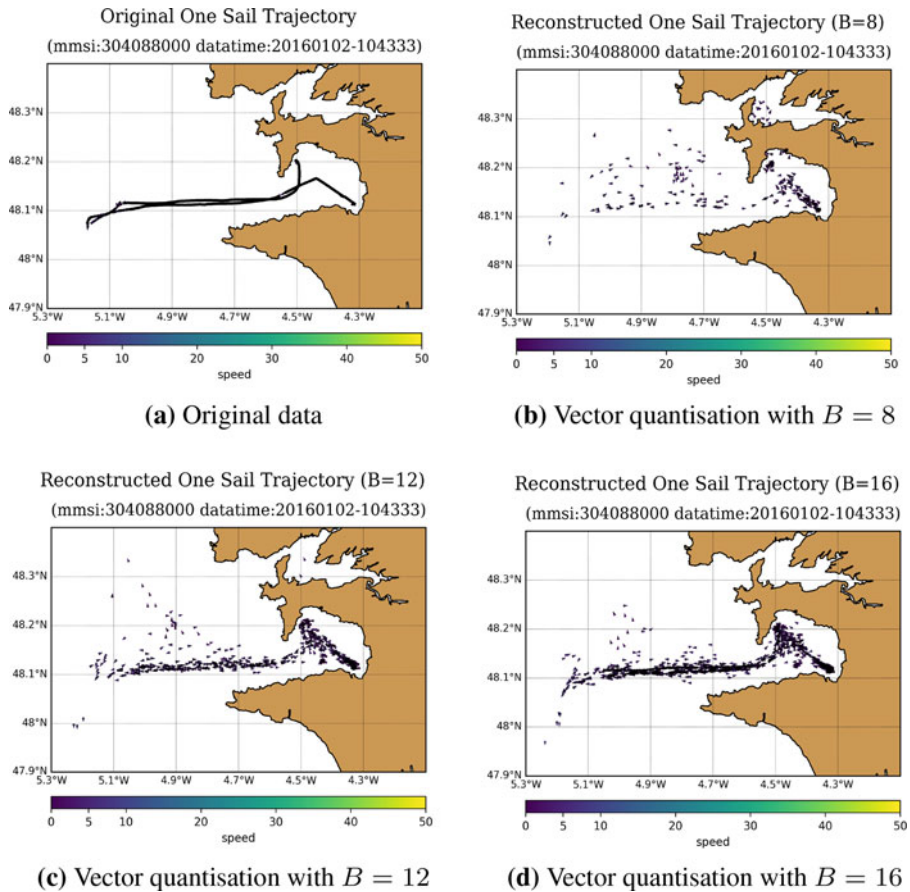 Original One Sail Trajectory
(mmsi:304088000 datatime:20160102-104333)
48.3°N
48.2°N
48.1°N
48°N
47.9°N
5.3°W 5.1°W 4.9°W 4.7°W 4.5°W 4.3°W
0 5 10 20 30 40 50
speed
(a) Original data
Reconstructed One Sail Trajectory (B=8)
(mmsi:304088000 datatime:20160102-104333)
48.3°N
48.2°N
48.1°N
48°N
47.9°N
5.3°W 5.1°W 4.9°W 4.7°W 4.5°W 4.3°W
0 5 10 20 30 40 50
speed
(b) Vector quantisation with B = 8
Reconstructed One Sail Trajectory (B=12)
(mmsi:304088000 datatime:20160102-104333)
48.3°N
48.2°N
48.1°N
48°N
47.9°N
5.3°W 5.1°W 4.9°W 4.7°W 4.5°W 4.3°W
0 5 10 20 30 40 50
speed
(c) Vector quantisation with B = 12
Reconstructed One Sail Trajectory (B=16)
(mmsi:304088000 datatime:20160102-104333)
48.3°N
48.2°N
48.1°N
48°N
47.9°N
5.3°W 5.1°W 4.9°W 4.7°W 4.5°W 4.3°W
0 5 10 20 30 40 50
speed
(d) Vector quantisation with B = 16